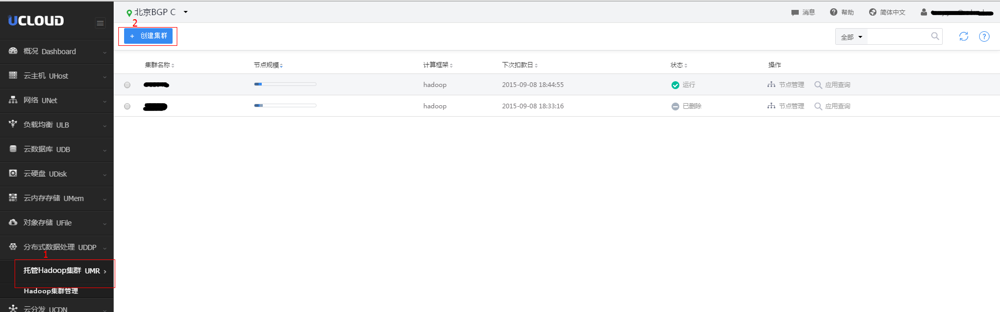 UCLOUD
北京BGP C
消息
帮助
简体中文
2
+ 创建集群
全部
?
概况 Dashboard
云主机 UHost
网络 UNet
负载均衡 ULB
云数据库 UDB
云硬盘 UDisk
云内存存储 UMem
对象存储 UFile
分布式数据处理 UDDP
1
托管Hadoop集群 UMR
Hadoop集群管理
云分发 UCDN
集群名称 节点规模 计算框架 下次扣款日 状态 操作
hadoop 2015-09-08 18:44:55 运行 节点管理 应用查询
hadoop 2015-09-08 18:33:16 已删除 节点管理 应用查询